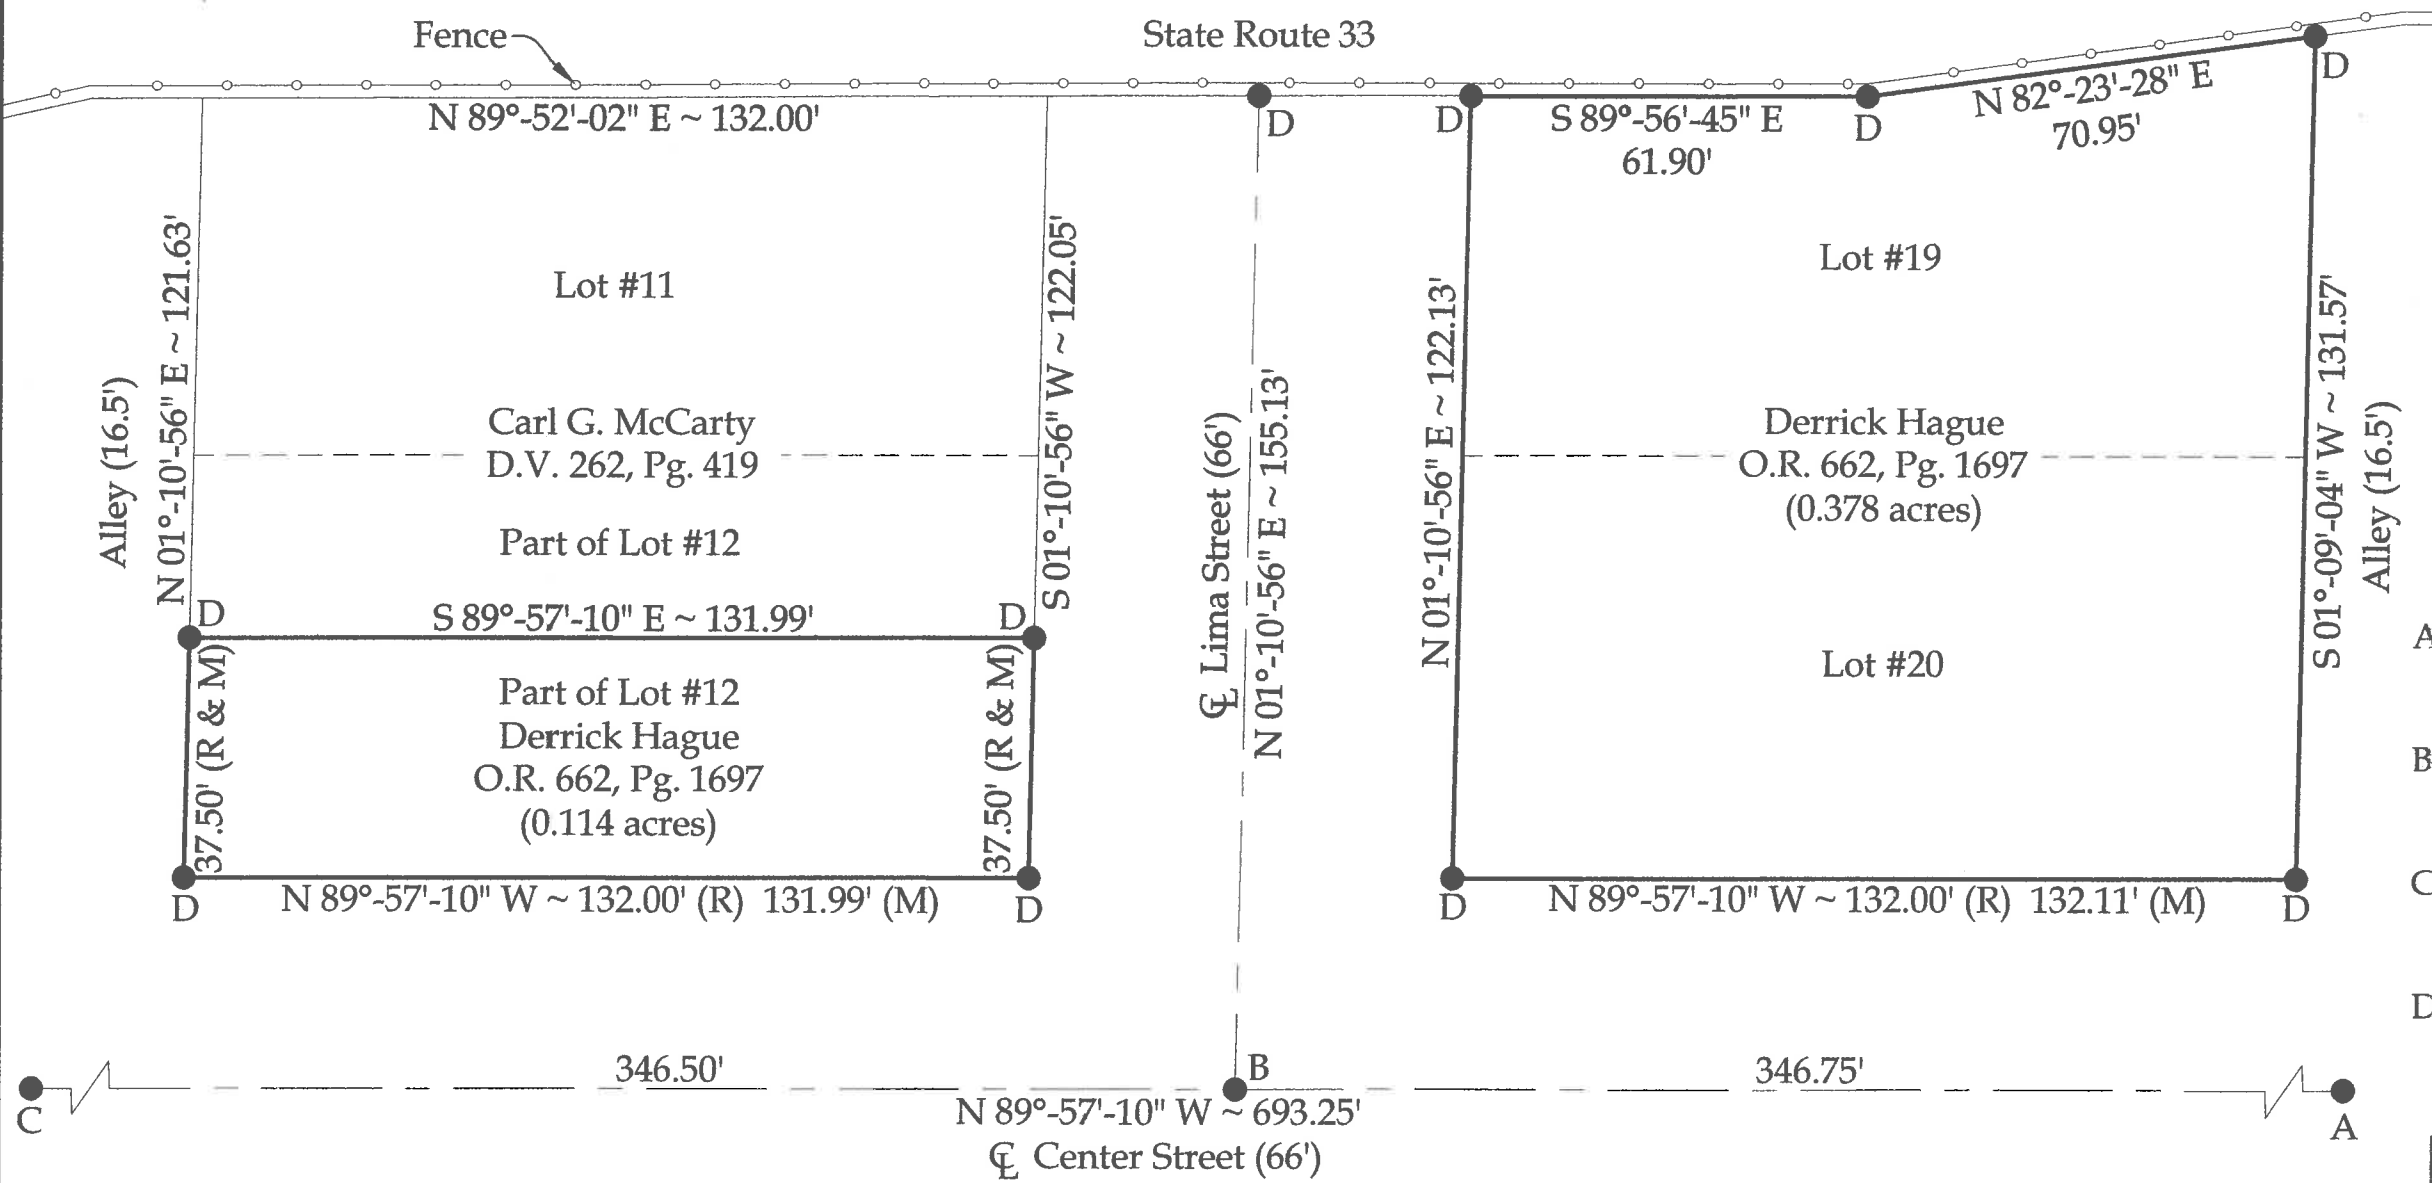 Fence
State Route 33
N 89°-52'-02" E ~ 132.00'
D
D
S 89°-56'-45" E
61.90'
D
N 82°-23'-28" E
70.95'
D
Alley (16.5')
N 01°-10'-56" E ~ 121.63'
Lot #11
Carl G. McCarty
D.V. 262, Pg. 419
Part of Lot #12
S 01°-10'-56" W ~ 122.05'
D
S 89°-57'-10" E ~ 131.99'
D
37.50' (R & M)
Part of Lot #12
Derrick Hague
O.R. 662, Pg. 1697
(0.114 acres)
37.50' (R & M)
D
N 89°-57'-10" W ~ 132.00' (R) 131.99' (M)
D
℄ Lima Street (66')
N 01°-10'-56" E ~ 155.13'
N 01°-10'-56" E ~ 122.13'
Lot #19
Derrick Hague
O.R. 662, Pg. 1697
(0.378 acres)
Lot #20
S 01°-09'-04" W ~ 131.57'
Alley (16.5')
D
N 89°-57'-10" W ~ 132.00' (R) 132.11' (M)
D
A
B
C
D
C
346.50'
B
346.75'
A
N 89°-57'-10" W ~ 693.25'
℄ Center Street (66')